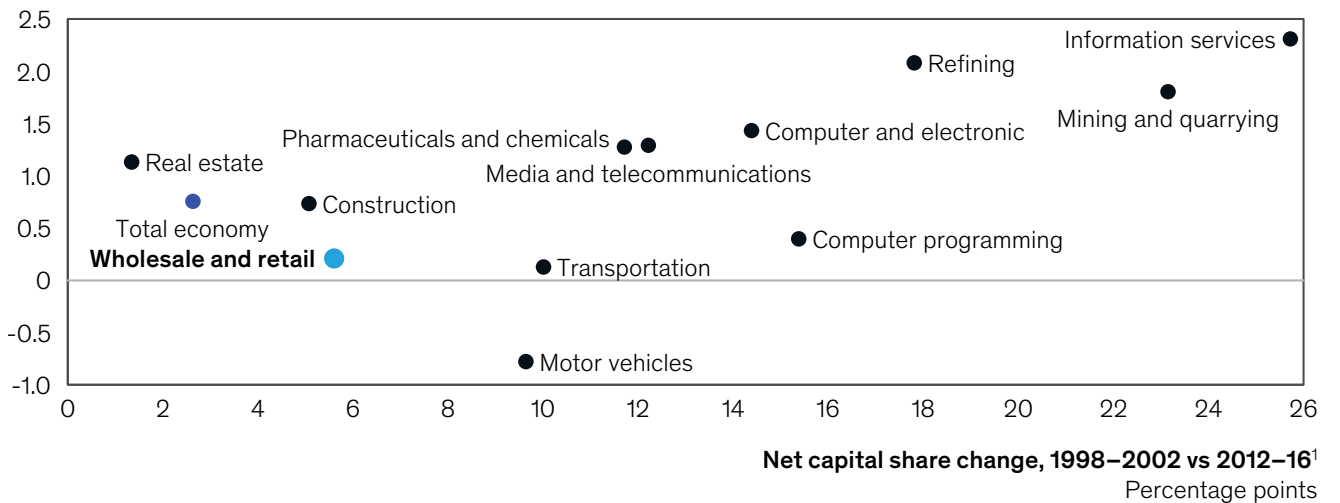 2.5
Information services
2.0
Refining
Mining and quarrying
1.5
Pharmaceuticals and chemicals
Computer and electronic
Media and telecommunications
1.0
Real estate
Construction
0.5
Total economy
Computer programming
Wholesale and retail
Transportation
0
-0.5
Motor vehicles
-1.0
0 2 4 6 8 10 12 14 16 18 20 22 24 26
Net capital share change, 1998–2002 vs 2012–16¹
Percentage points